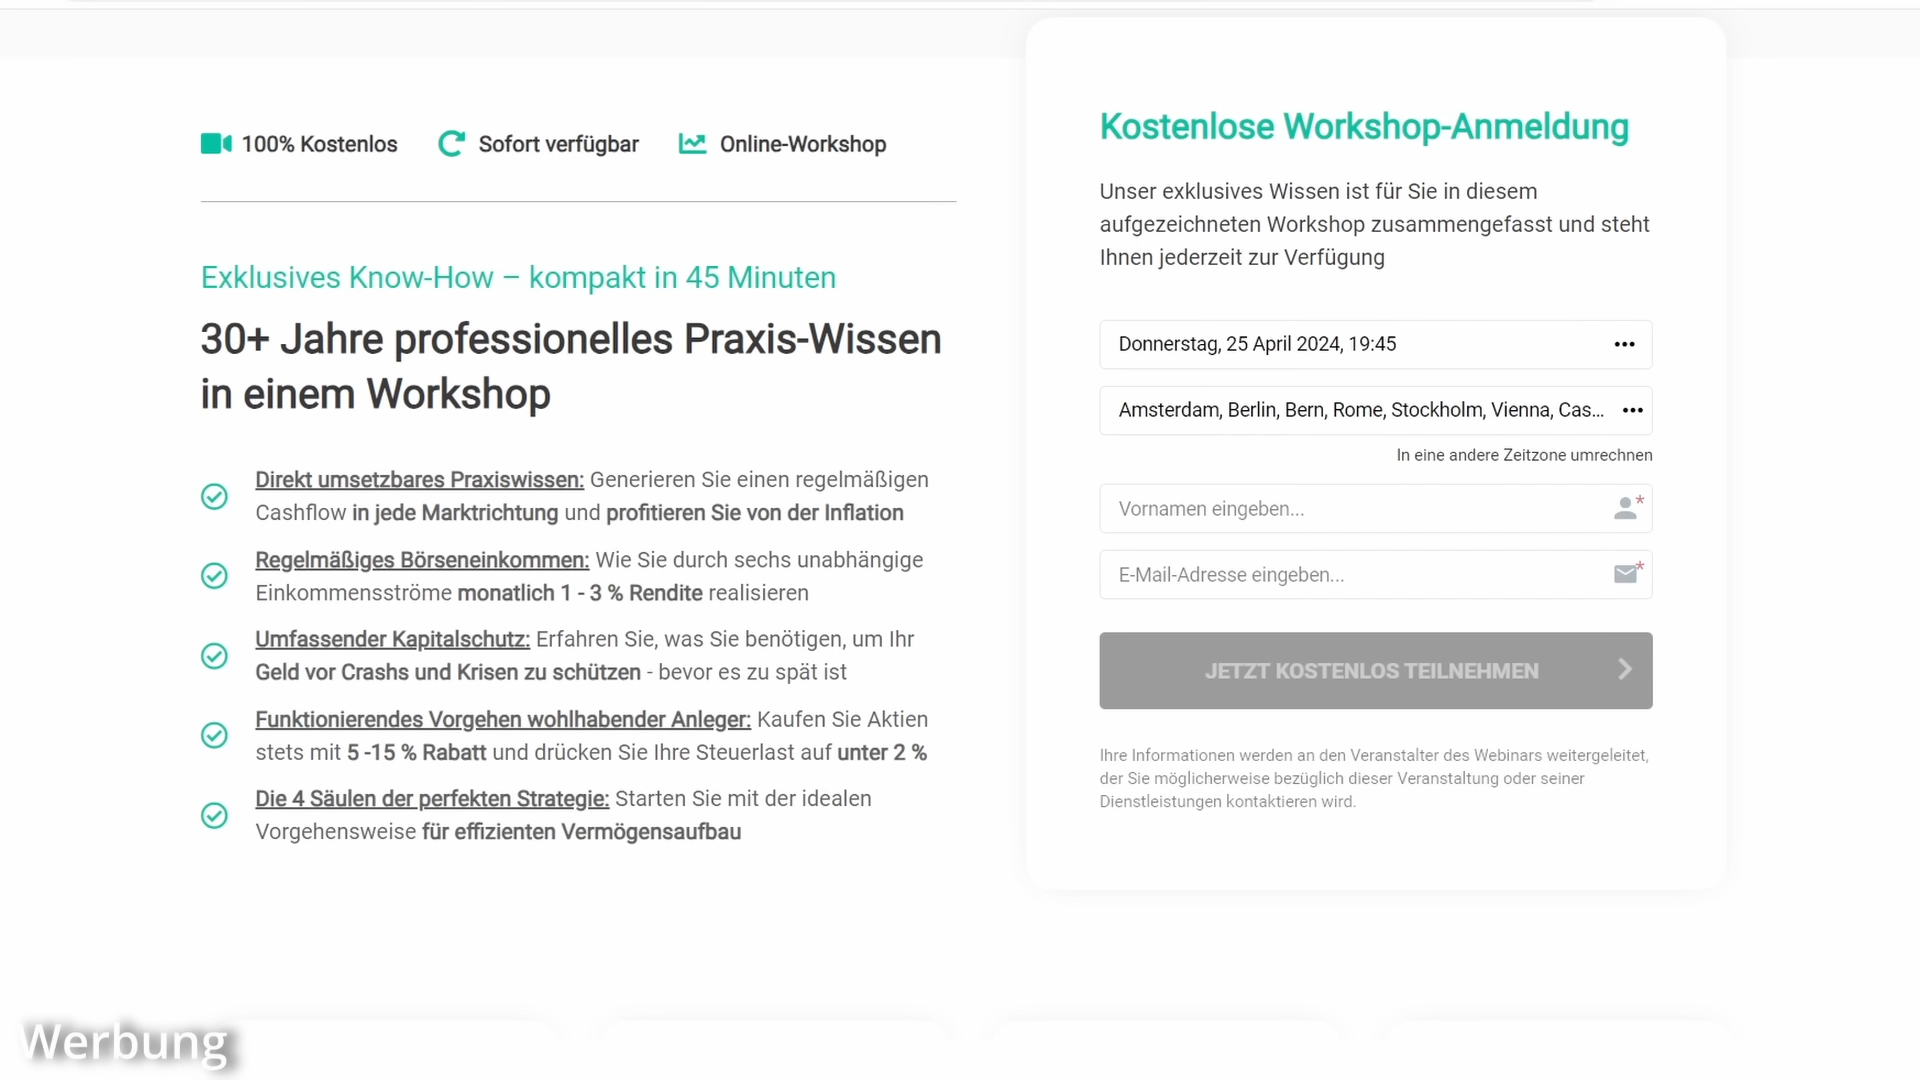 100% Kostenlos
Sofort verfügbar
Online-Workshop
Exklusives Know-How – kompakt in 45 Minuten
30+ Jahre professionelles Praxis-Wissen
in einem Workshop
Direkt umsetzbares Praxiswissen: Generieren Sie einen regelmäßigen
Cashflow in jede Marktrichtung und profitieren Sie von der Inflation
Regelmäßiges Börseneinkommen: Wie Sie durch sechs unabhängige
Einkommensströme monatlich 1 - 3 % Rendite realisieren
Umfassender Kapitalschutz: Erfahren Sie, was Sie benötigen, um Ihr
Geld vor Crashs und Krisen zu schützen - bevor es zu spät ist
Funktionierendes Vorgehen wohlhabender Anleger: Kaufen Sie Aktien
stets mit 5 -15 % Rabatt und drücken Sie Ihre Steuerlast auf unter 2 %
Die 4 Säulen der perfekten Strategie: Starten Sie mit der idealen
Vorgehensweise für effizienten Vermögensaufbau
Kostenlose Workshop-Anmeldung
Unser exklusives Wissen ist für Sie in diesem
aufgezeichneten Workshop zusammengefasst und steht
Ihnen jederzeit zur Verfügung
Donnerstag, 25 April 2024, 19:45
Amsterdam, Berlin, Bern, Rome, Stockholm, Vienna, Cas...
In eine andere Zeitzone umrechnen
Vornamen eingeben...
E-Mail-Adresse eingeben...
JETZT KOSTENLOS TEILNEHMEN
Ihre Informationen werden an den Veranstalter des Webinars weitergeleitet,
der Sie möglicherweise bezüglich dieser Veranstaltung oder seiner
Dienstleistungen kontaktieren wird.
Werbung